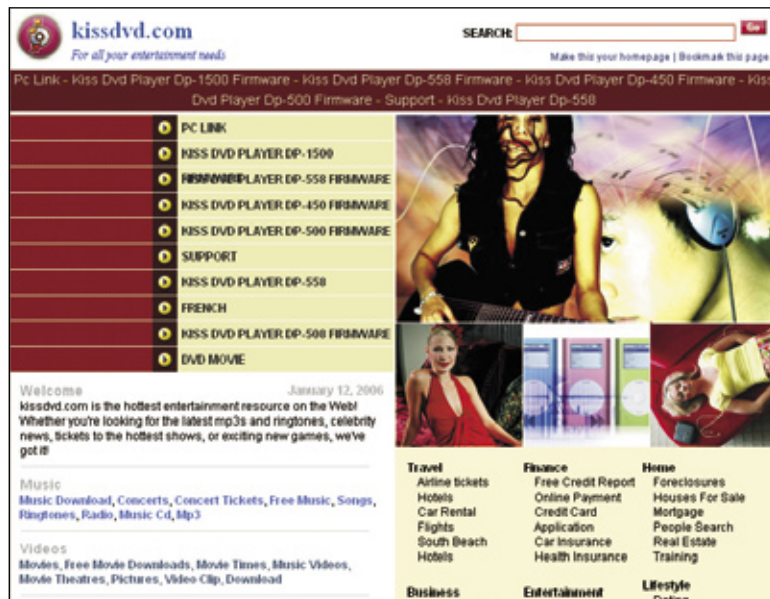 kissdvd.com
For all your entertainment needs
SEARCH:
Go
Make this your homepage | Bookmark this page
Pc Link - Kiss Dvd Player Dp-1500 Firmware - Kiss Dvd Player Dp-558 Firmware - Kiss Dvd Player Dp-450 Firmware - Kiss
Dvd Player Dp-500 Firmware - Support - Kiss Dvd Player Dp-558
PC LINK
KISS DVD PLAYER DP-1500
FIRMWARE
KISS DVD PLAYER DP-558 FIRMWARE
KISS DVD PLAYER DP-450 FIRMWARE
KISS DVD PLAYER DP-500 FIRMWARE
SUPPORT
KISS DVD PLAYER DP-558
FRENCH
KISS DVD PLAYER DP-508 FIRMWARE
DVD MOVIE
Welcome
January 12, 2006
kissdvd.com is the hottest entertainment resource on the Web!
Whether you're looking for the latest mp3s and ringtones, celebrity
news, tickets to the hottest shows, or exciting new games, we've
got it!
Music
Music Download, Concerts, Concert Tickets, Free Music, Songs,
Ringtones, Radio, Music Cd, Mp3
Videos
Movies, Free Movie Downloads, Movie Times, Music Videos,
Movie Theatres, Pictures, Video Clip, Download
Travel
Airline tickets
Hotels
Car Rental
Flights
South Beach
Hotels
Business
Finance
Free Credit Report
Online Payment
Credit Card
Application
Car Insurance
Health Insurance
Entertainment
Home
Foreclosures
Houses For Sale
Mortgage
People Search
Real Estate
Training
Lifestyle
Dating